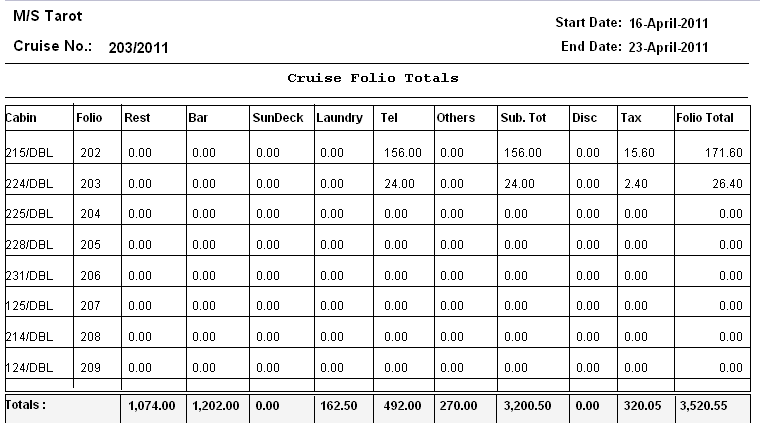 M/S Tarot
Start Date: 16-April-2011
Cruise No.: 203/2011
End Date: 23-April-2011
Cruise Folio Totals
Cabin Folio Rest Bar SunDeck Laundry Tel Others Sub. Tot Disc Tax Folio Total
215/DBL 202 0.00 0.00 0.00 0.00 156.00 0.00 156.00 0.00 15.60 171.60
224/DBL 203 0.00 0.00 0.00 0.00 24.00 0.00 24.00 0.00 2.40 26.40
225/DBL 204 0.00 0.00 0.00 0.00 0.00 0.00 0.00 0.00 0.00 0.00
228/DBL 205 0.00 0.00 0.00 0.00 0.00 0.00 0.00 0.00 0.00 0.00
231/DBL 206 0.00 0.00 0.00 0.00 0.00 0.00 0.00 0.00 0.00 0.00
125/DBL 207 0.00 0.00 0.00 0.00 0.00 0.00 0.00 0.00 0.00 0.00
214/DBL 208 0.00 0.00 0.00 0.00 0.00 0.00 0.00 0.00 0.00 0.00
124/DBL 209 0.00 0.00 0.00 0.00 0.00 0.00 0.00 0.00 0.00 0.00
Totals : 1,074.00 1,202.00 0.00 162.50 492.00 270.00 3,200.50 0.00 320.05 3,520.55